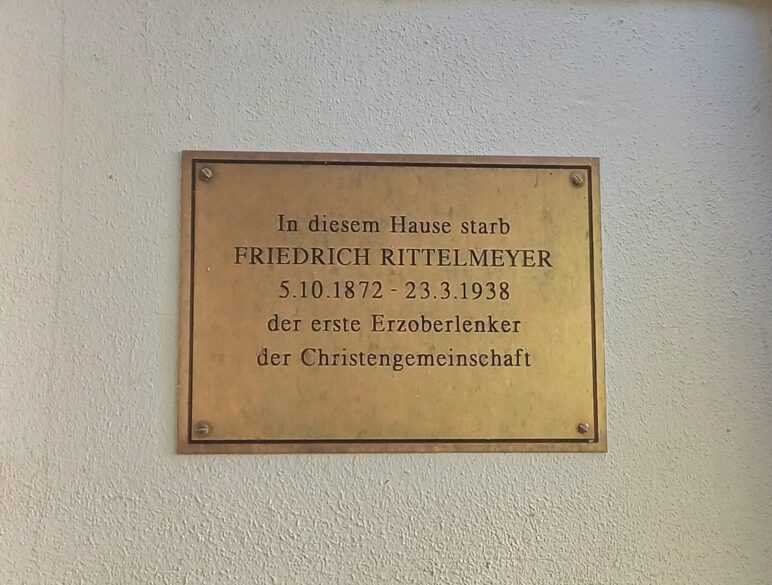 In diesem Hause starb
FRIEDRICH RITTELMEYER
5.10.1872 - 23.3.1938
der erste Erzoberlenker
der Christengemeinschaft